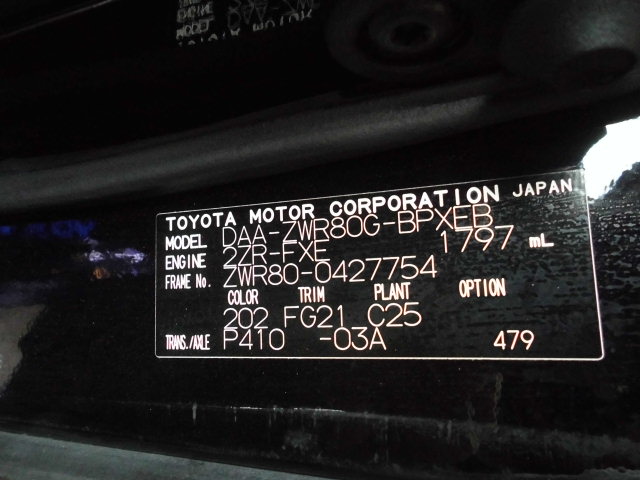 TOYOTA MOTOR CORPORATION JAPAN
MODEL DAA-ZWR80G-BPXEB
ENGINE 2ZR-FXE 1797 mL
FRAME No. ZWR80-0427754
COLOR TRIM PLANT OPTION
202 FG21 C25
TRANS./AXLE P410 -03A 479